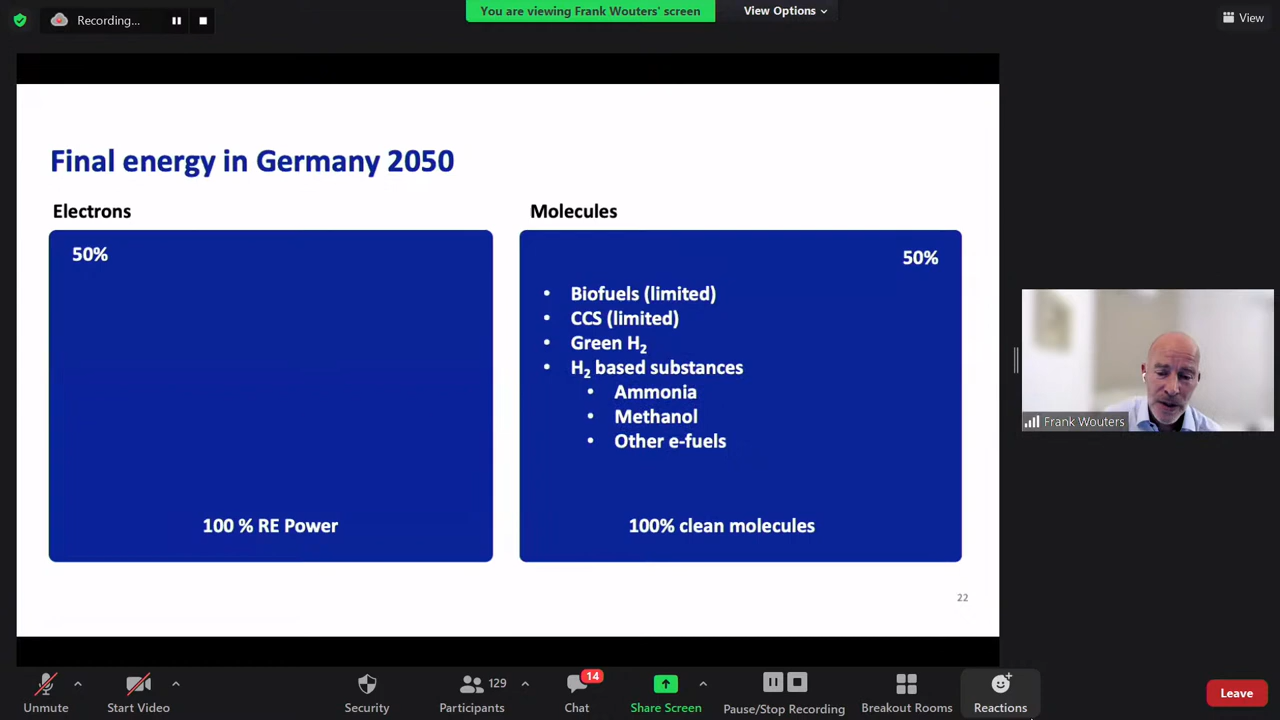 Recording...
You are viewing Frank Wouters' screen
View Options
View
Final energy in Germany 2050
Electrons
50%
100 % RE Power
Molecules
50%
• Biofuels (limited)
• CCS (limited)
• Green H₂
• H₂ based substances
• Ammonia
• Methanol
• Other e-fuels
100% clean molecules
22
Frank Wouters
Unmute
Start Video
Security
129
Participants
14
Chat
Share Screen
Pause/Stop Recording
Breakout Rooms
Reactions
Leave